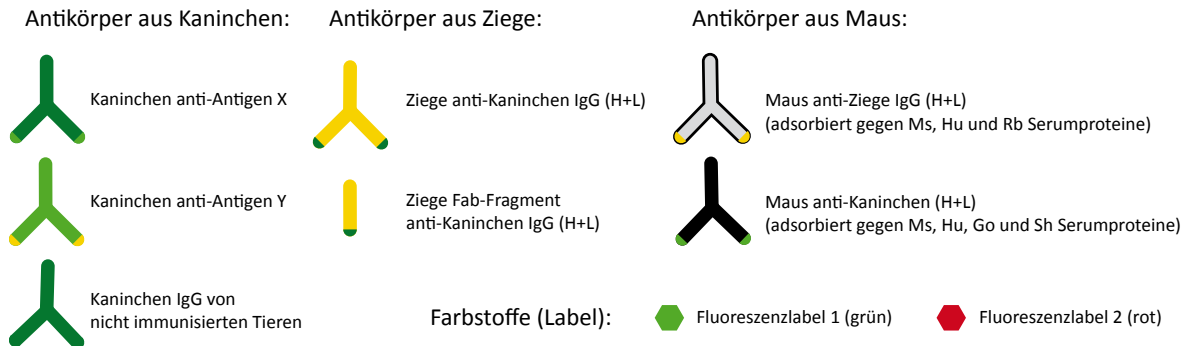 Antikörper aus Kaninchen:
Kaninchen anti-Antigen X
Kaninchen anti-Antigen Y
Kaninchen IgG von
nicht immunisierten Tieren
Antikörper aus Ziege:
Ziege anti-Kaninchen IgG (H+L)
Ziege Fab-Fragment
anti-Kaninchen IgG (H+L)
Antikörper aus Maus:
Maus anti-Ziege IgG (H+L)
(adsorbiert gegen Ms, Hu und Rb Serumproteine)
Maus anti-Kaninchen (H+L)
(adsorbiert gegen Ms, Hu, Go und Sh Serumproteine)
Farbstoffe (Label):
Fluoreszenzlabel 1 (grün)
Fluoreszenzlabel 2 (rot)